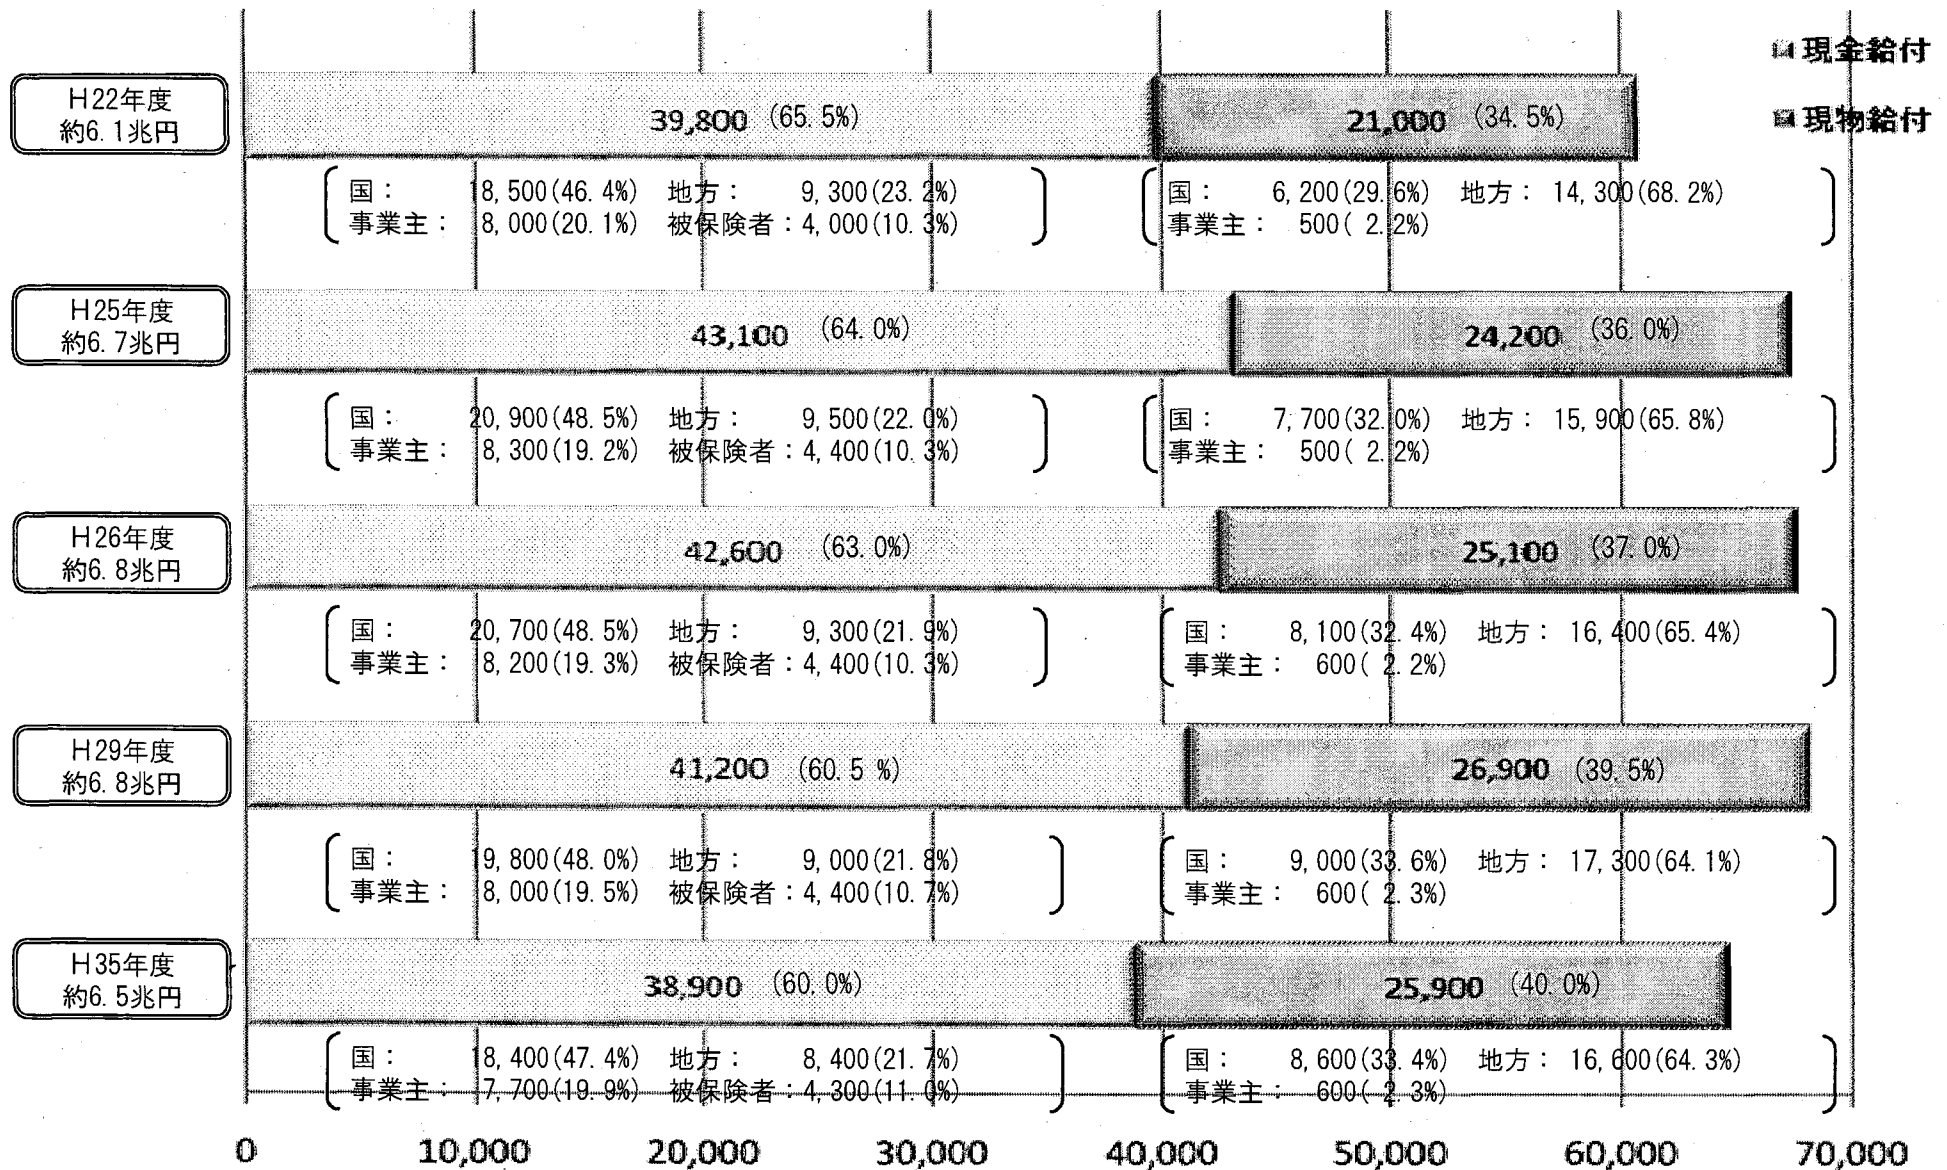 現金給付
現物給付
H22年度
約6.1兆円
39,800 (65.5%) 21,000 (34.5%)
国： 18,500(46.4%) 地方： 9,300(23.2%)
事業主： 8,000(20.1%) 被保険者：4,000(10.3%)
国： 6,200(29.6%) 地方： 14,300(68.2%)
事業主： 500( 2.2%)
H25年度
約6.7兆円
43,100 (64.0%) 24,200 (36.0%)
国： 20,900(48.5%) 地方： 9,500(22.0%)
事業主： 8,300(19.2%) 被保険者：4,400(10.3%)
国： 7,700(32.0%) 地方： 15,900(65.8%)
事業主： 500( 2.2%)
H26年度
約6.8兆円
42,600 (63.0%) 25,100 (37.0%)
国： 20,700(48.5%) 地方： 9,300(21.9%)
事業主： 8,200(19.3%) 被保険者：4,400(10.3%)
国： 8,100(32.4%) 地方： 16,400(65.4%)
事業主： 600( 2.2%)
H29年度
約6.8兆円
41,200 (60.5 %) 26,900 (39.5%)
国： 19,800(48.0%) 地方： 9,000(21.8%)
事業主： 8,000(19.5%) 被保険者：4,400(10.7%)
国： 9,000(33.6%) 地方： 17,300(64.1%)
事業主： 600( 2.3%)
H35年度
約6.5兆円
38,900 (60.0%) 25,900 (40.0%)
国： 18,400(47.4%) 地方： 8,400(21.7%)
事業主： 7,700(19.9%) 被保険者：4,300(11.0%)
国： 8,600(33.4%) 地方： 16,600(64.3%)
事業主： 600( 2.3%)
0 10,000 20,000 30,000 40,000 50,000 60,000 70,000